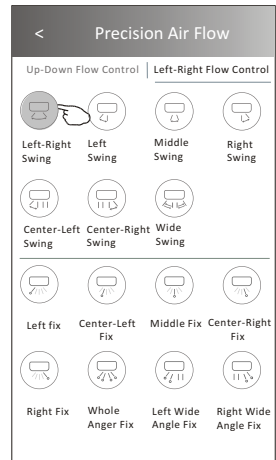 < Precision Air Flow
Up-Down Flow Control | Left-Right Flow Control
Left-Right Left Middle Right
Swing Swing Swing Swing
Center-Left Center-Right Wide
Swing Swing Swing
Left fix Center-Left Middle Fix Center-Right
Fix Fix
Right Fix Whole Left Wide Right Wide
Anger Fix Angle Fix Angle Fix